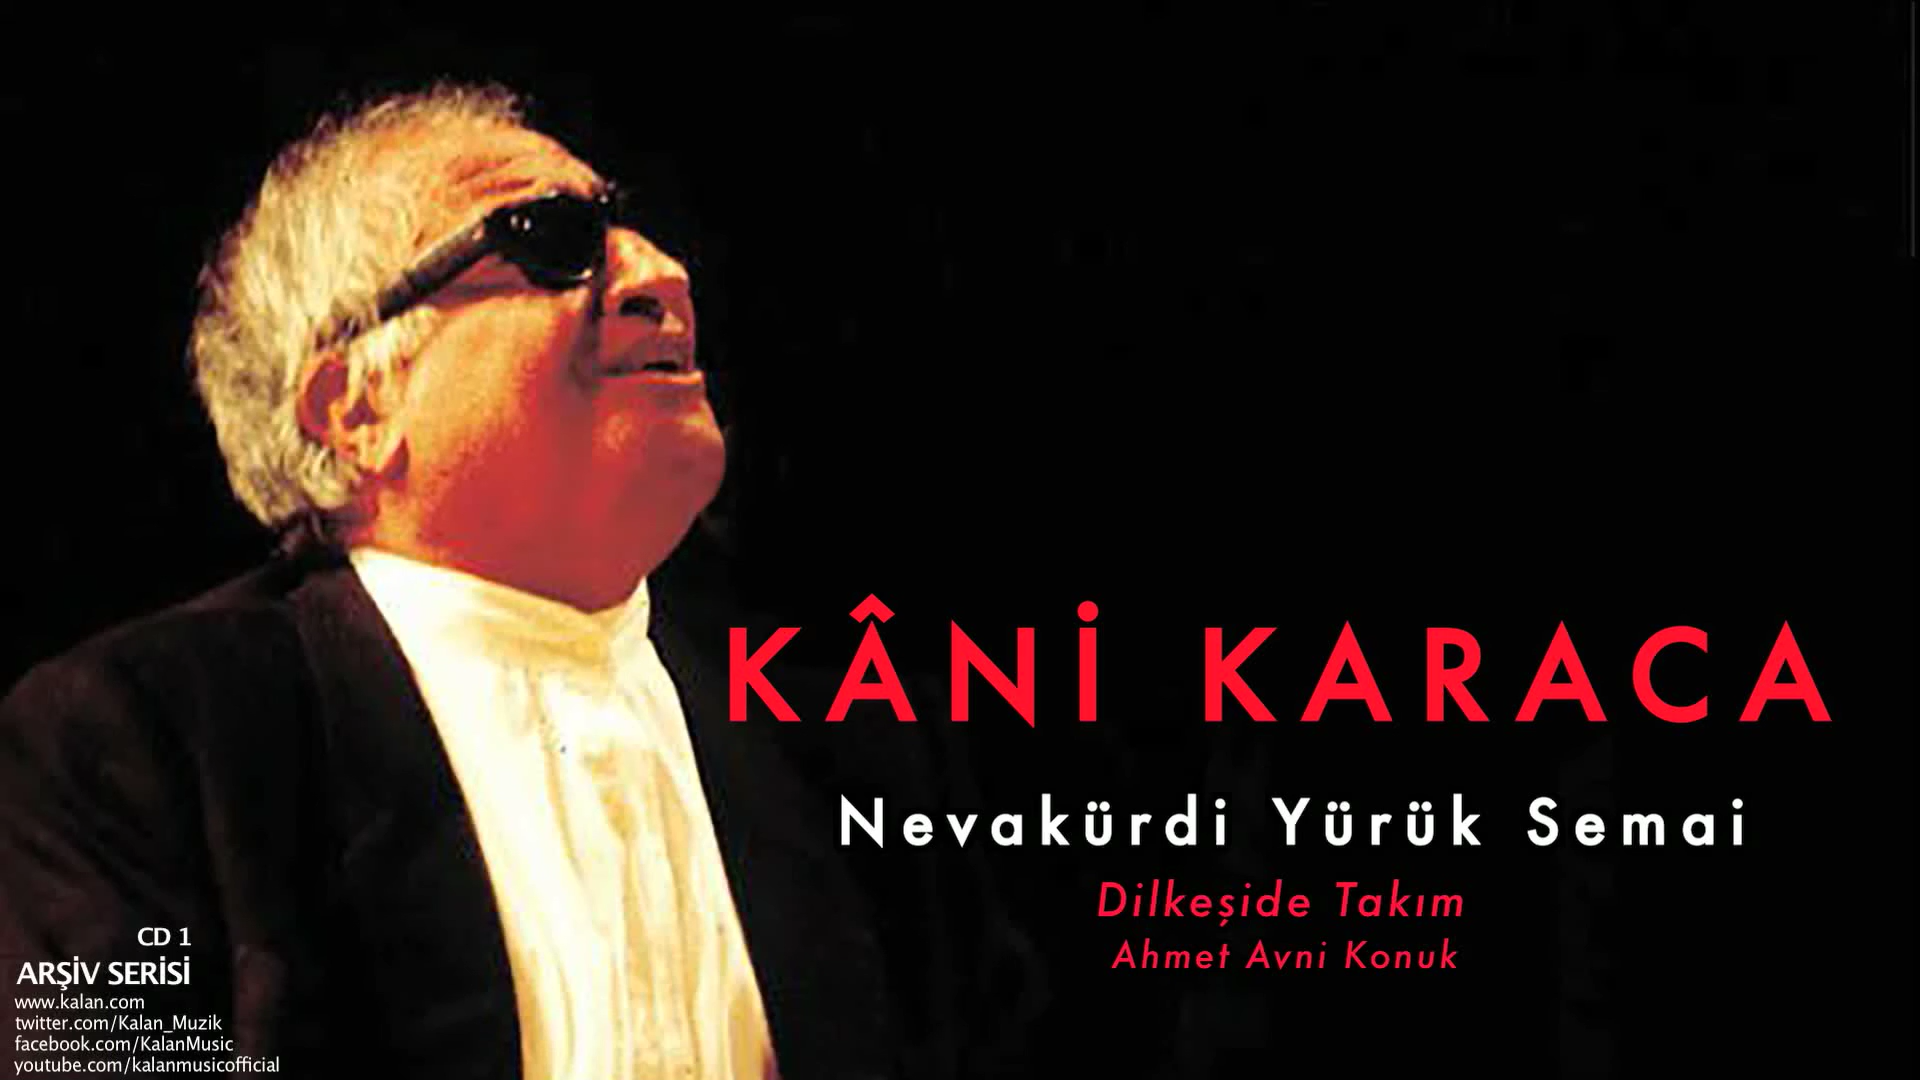 KÂNİ KARACA
Nevakürdi Yürük Semai
Dilkeşide Takım
Ahmet Avni Konuk
CD 1
ARŞİV SERİSİ
www.kalan.com
twitter.com/Kalan_Muzik
facebook.com/KalanMusic
youtube.com/kalanmusicofficial